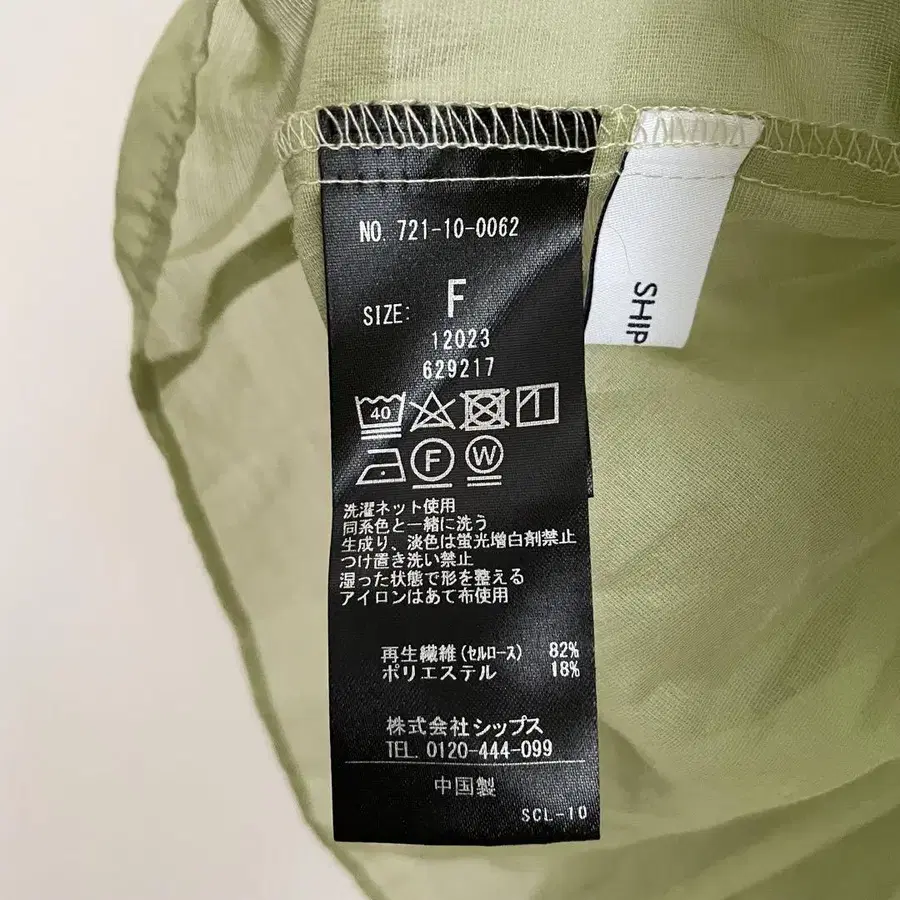 NO. 721-10-0062
SIZE: F
12023
629217
40
F W
洗濯ネット使用
同系色と一緒に洗う
生成り、淡色は蛍光増白剤禁止
つけ置き洗い禁止
湿った状態で形を整える
アイロンはあて布使用
再生繊維(セルロース) 82%
ポリエステル 18%
株式会社シップス
TEL. 0120-444-099
中国製
SCL-10
SHIP